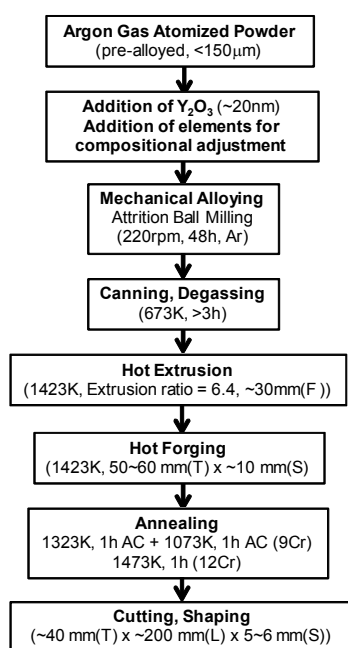 Argon Gas Atomized Powder
(pre-alloyed, <150μm)
Addition of Y₂O₃ (~20nm)
Addition of elements for
compositional adjustment
Mechanical Alloying
Attrition Ball Milling
(220rpm, 48h, Ar)
Canning, Degassing
(673K, >3h)
Hot Extrusion
(1423K, Extrusion ratio = 6.4, ~30mm(F ))
Hot Forging
(1423K, 50~60 mm(T) x ~10 mm(S)
Annealing
1323K, 1h AC + 1073K, 1h AC (9Cr)
1473K, 1h (12Cr)
Cutting, Shaping
(~40 mm(T) x ~200 mm(L) x 5~6 mm(S))